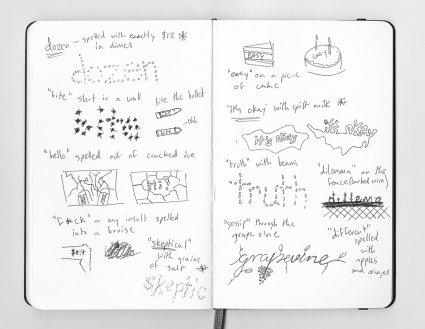 dozen – spelled with exactly $12
in dimes
dozen
"bite" shot in a wall
bite the bullet
bite
"hello" spelled out of cracked ice
"F#ck" or any insult spelled
into a bruise
"skeptical"
with grains
of salt
skeptic
EASY
EASY
"easy" on a piece
of cake
"it's okay" with spilt milk
it's okay
it's okay
"truth" with beans
truth
"dilemma" on the
fence (barbed wire)
dilemma
"gossip" through the
grape vine
grapevine
"different"
spelled
with
apples
and oranges